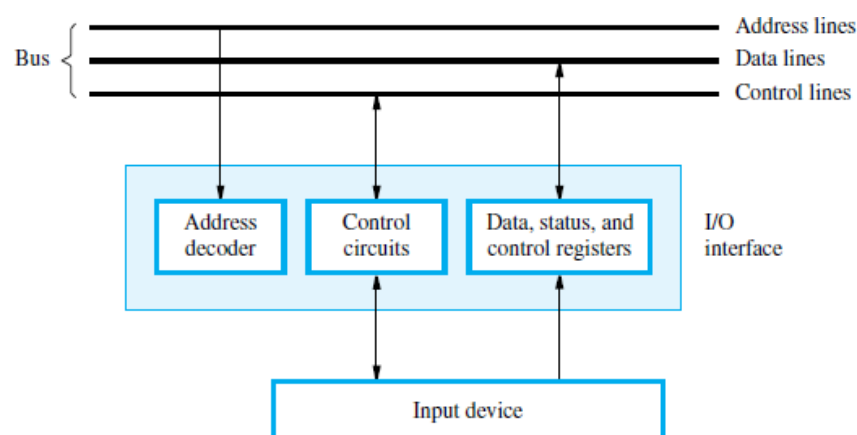 Address lines
Bus
Data lines
Control lines
Address
decoder
Control
circuits
Data, status, and
control registers
I/O
interface
Input device